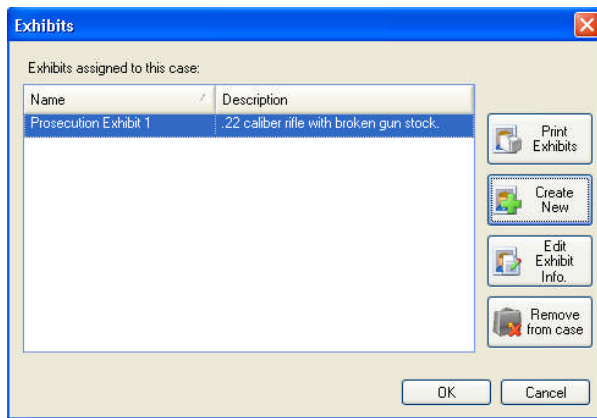 Exhibits
Exhibits assigned to this case:
Name Description
Prosecution Exhibit 1 .22 caliber rifle with broken gun stock.
Print
Exhibits
Create
New
Edit
Exhibit
Info.
Remove
from case
OK Cancel